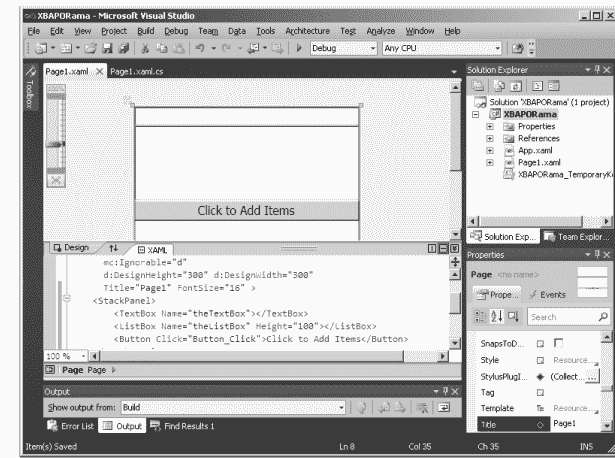 XBAPORama - Microsoft Visual Studio
File Edit View Project Build Debug Team Data Tools Architecture Test Analyze Window Help
Debug Any CPU
Toolbox
Page1.xaml Page1.xaml.cs
100%
Click to Add Items
Design XAML
mc:Ignorable="d"
d:DesignHeight="300" d:DesignWidth="300"
Title="Page1" FontSize="16" >
<StackPanel>
<TextBox Name="theTextBox"></TextBox>
<ListBox Name="theListBox" Height="100"></ListBox>
<Button Click="Button_Click">Click to Add Items</Button>
100 %
Page Page
Output
Show output from: Build
Error List Output Find Results 1
Solution Explorer
Solution 'XBAPORama' (1 project)
XBAPORama
Properties
References
App.xaml
Page1.xaml
XBAPORama_TemporaryKe
Solution Exp... Team Explor...
Properties
Page <no name>
Prope... Events
Search
SnapsToD...
Style Resource...
StylusPlugI... (Collect... ...
Tag
Template Resource...
Title Page1
Item(s) Saved Ln 8 Col 35 Ch 35 INS